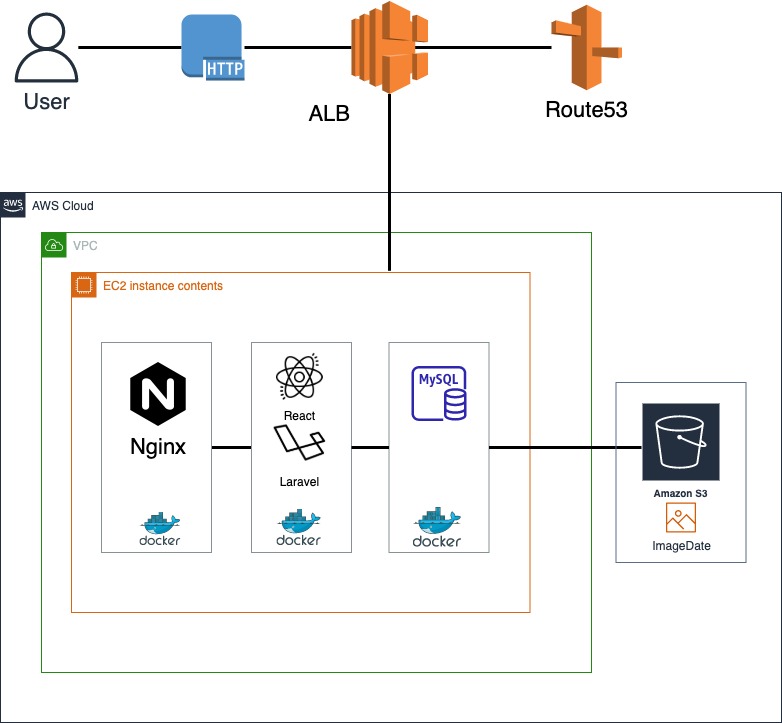 HTTP
User
ALB
Route53
aws
AWS Cloud
VPC
EC2 instance contents
MySQL
React
Nginx
Laravel
Amazon S3
docker
docker
docker
ImageDate